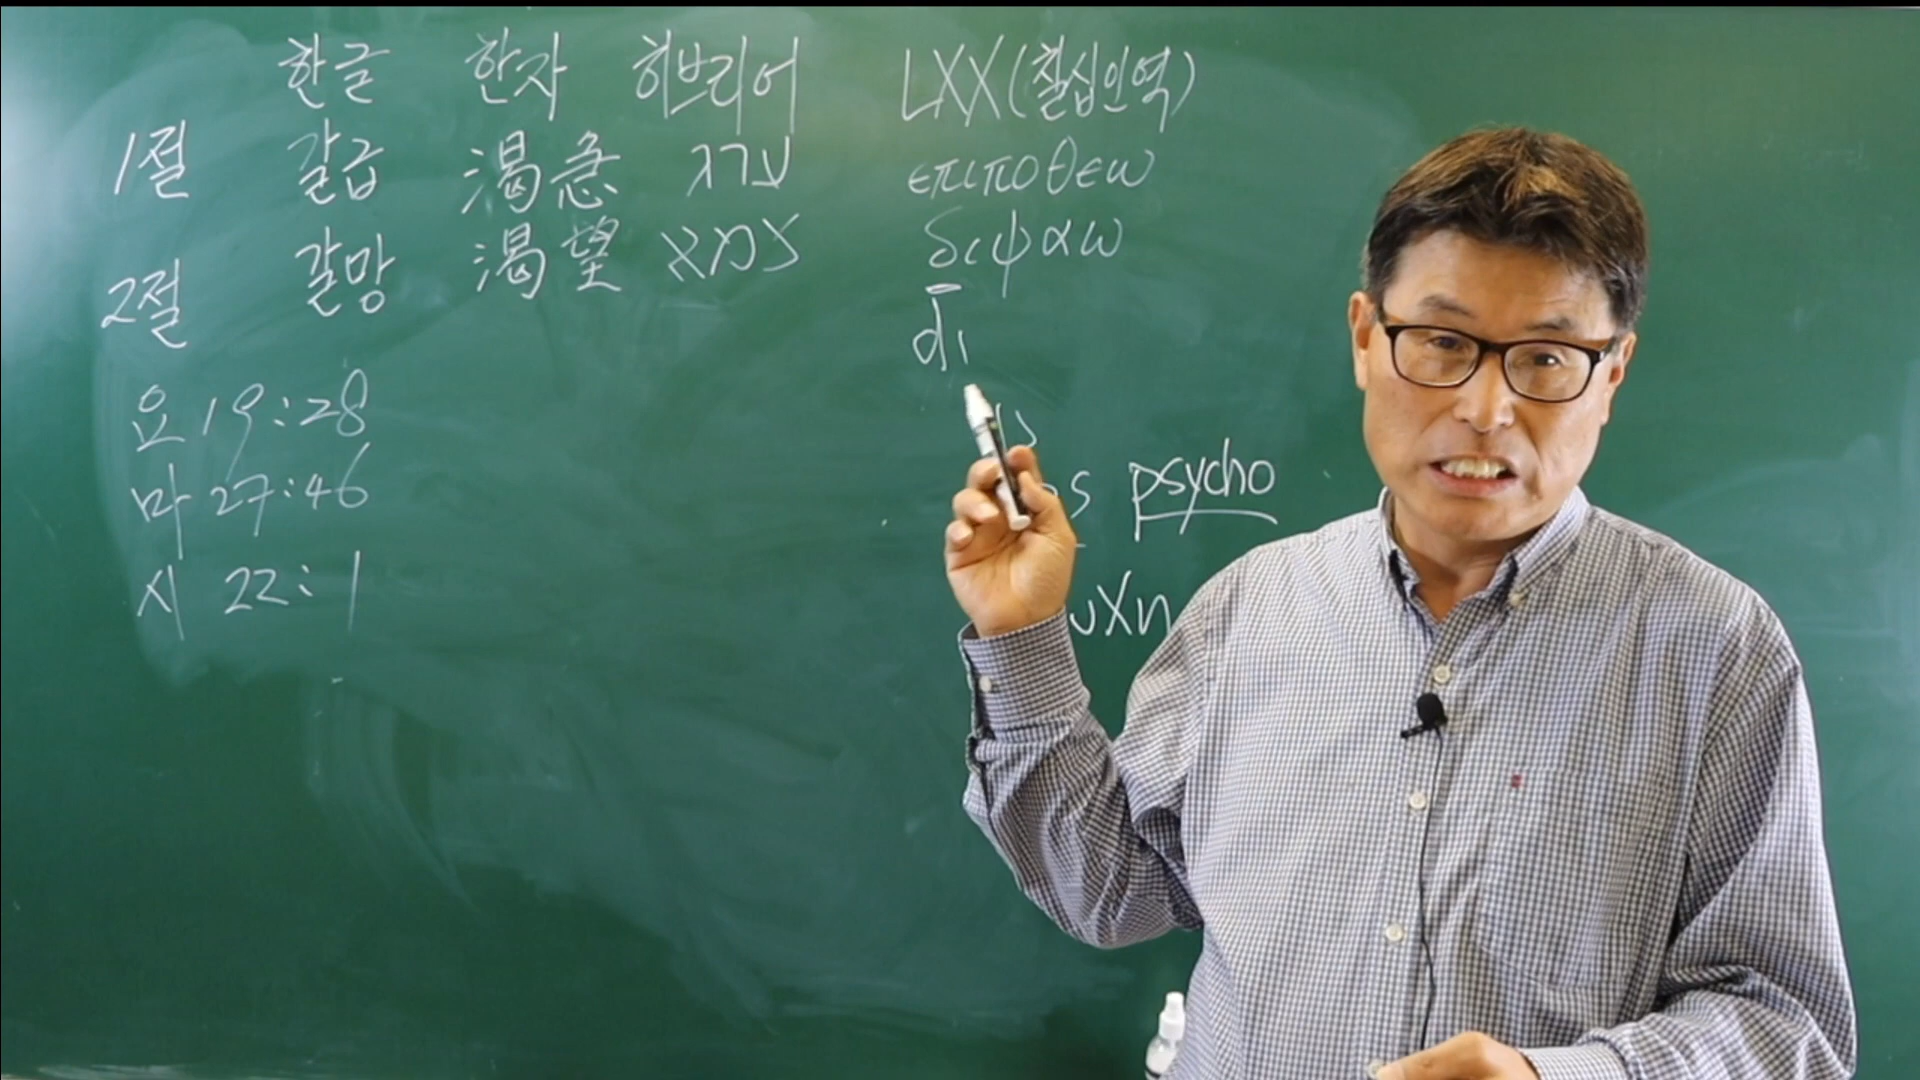 한글 한자 히브리어 LXX(칠십인역)
1절 갈급 渴急 ערג επιποθεω
2절 갈망 渴望 צמא διψαω
di
요 19:28
마 27:46 psycho
시 22:1